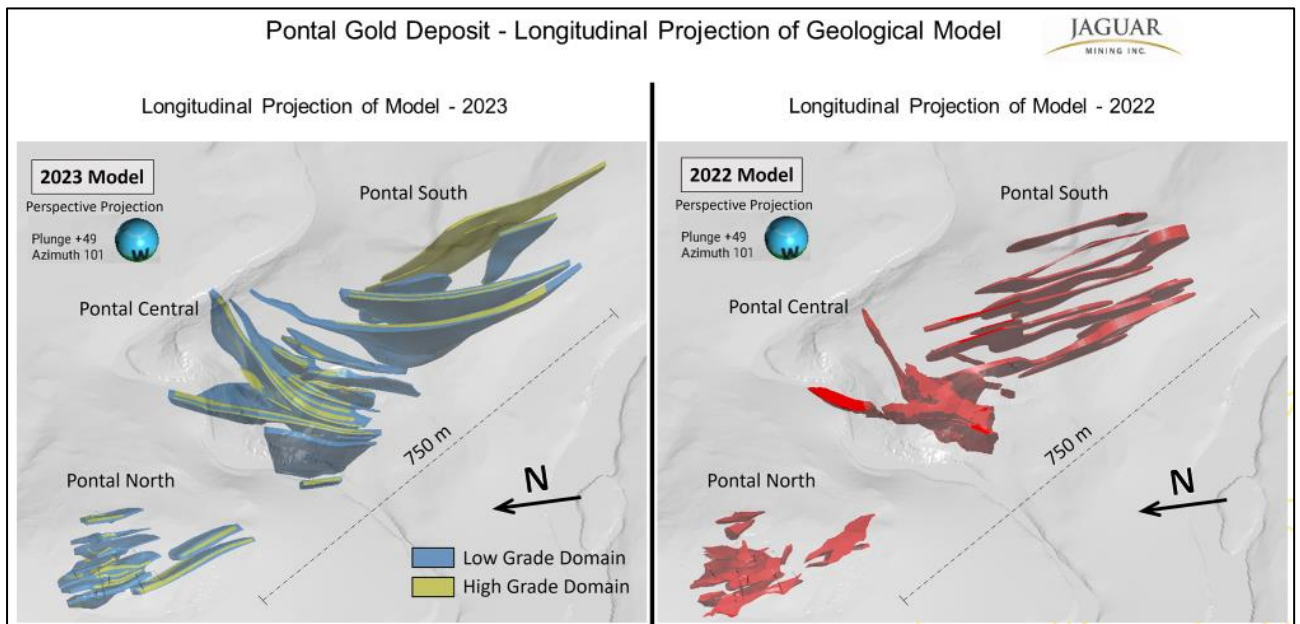 Pontal Gold Deposit - Longitudinal Projection of Geological Model
JAGUAR
MINING INC.
Longitudinal Projection of Model - 2023
2023 Model
Perspective Projection
Plunge +49
Azimuth 101
W
Pontal South
Pontal Central
Pontal North
750 m
N
Low Grade Domain
High Grade Domain
Longitudinal Projection of Model - 2022
2022 Model
Perspective Projection
Plunge +49
Azimuth 101
W
Pontal South
Pontal Central
Pontal North
750 m
N